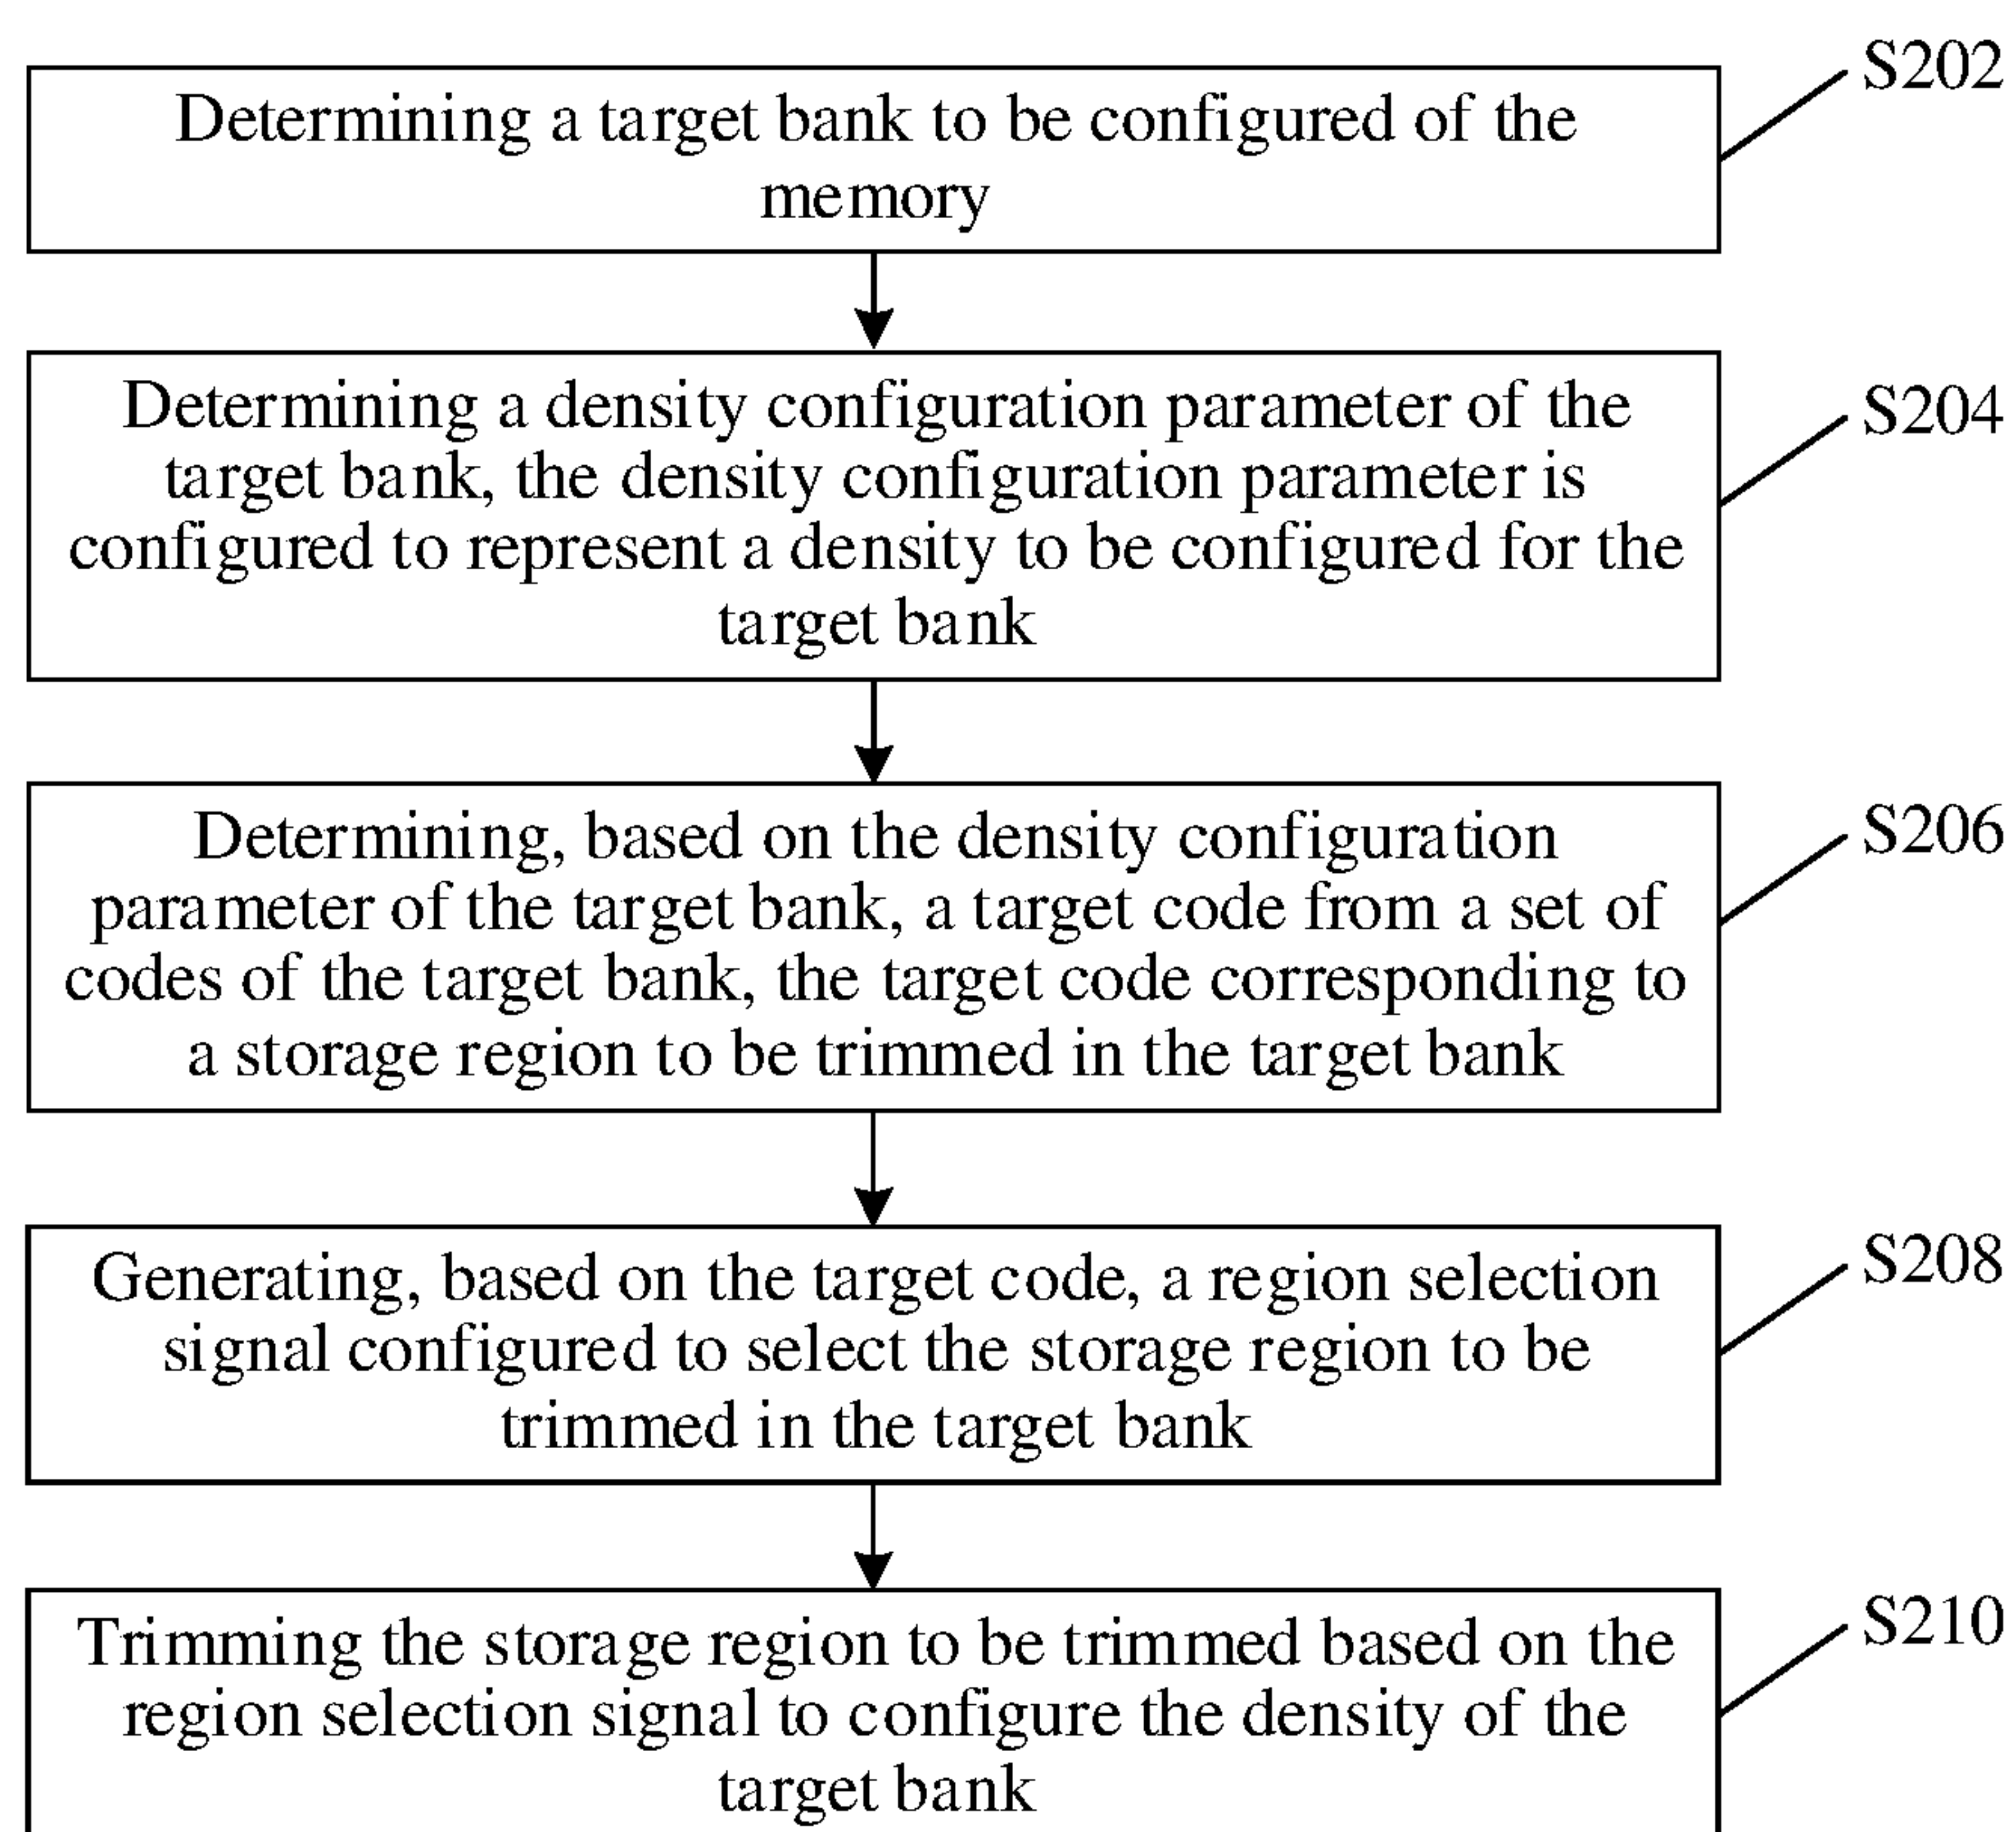 S202
Determining a target bank to be configured of the
memory
S204
Determining a density configuration parameter of the
target bank, the density configuration parameter is
configured to represent a density to be configured for the
target bank
S206
Determining, based on the density configuration
parameter of the target bank, a target code from a set of
codes of the target bank, the target code corresponding to
a storage region to be trimmed in the target bank
S208
Generating, based on the target code, a region selection
signal configured to select the storage region to be
trimmed in the target bank
S210
Trimming the storage region to be trimmed based on the
region selection signal to configure the density of the
target bank